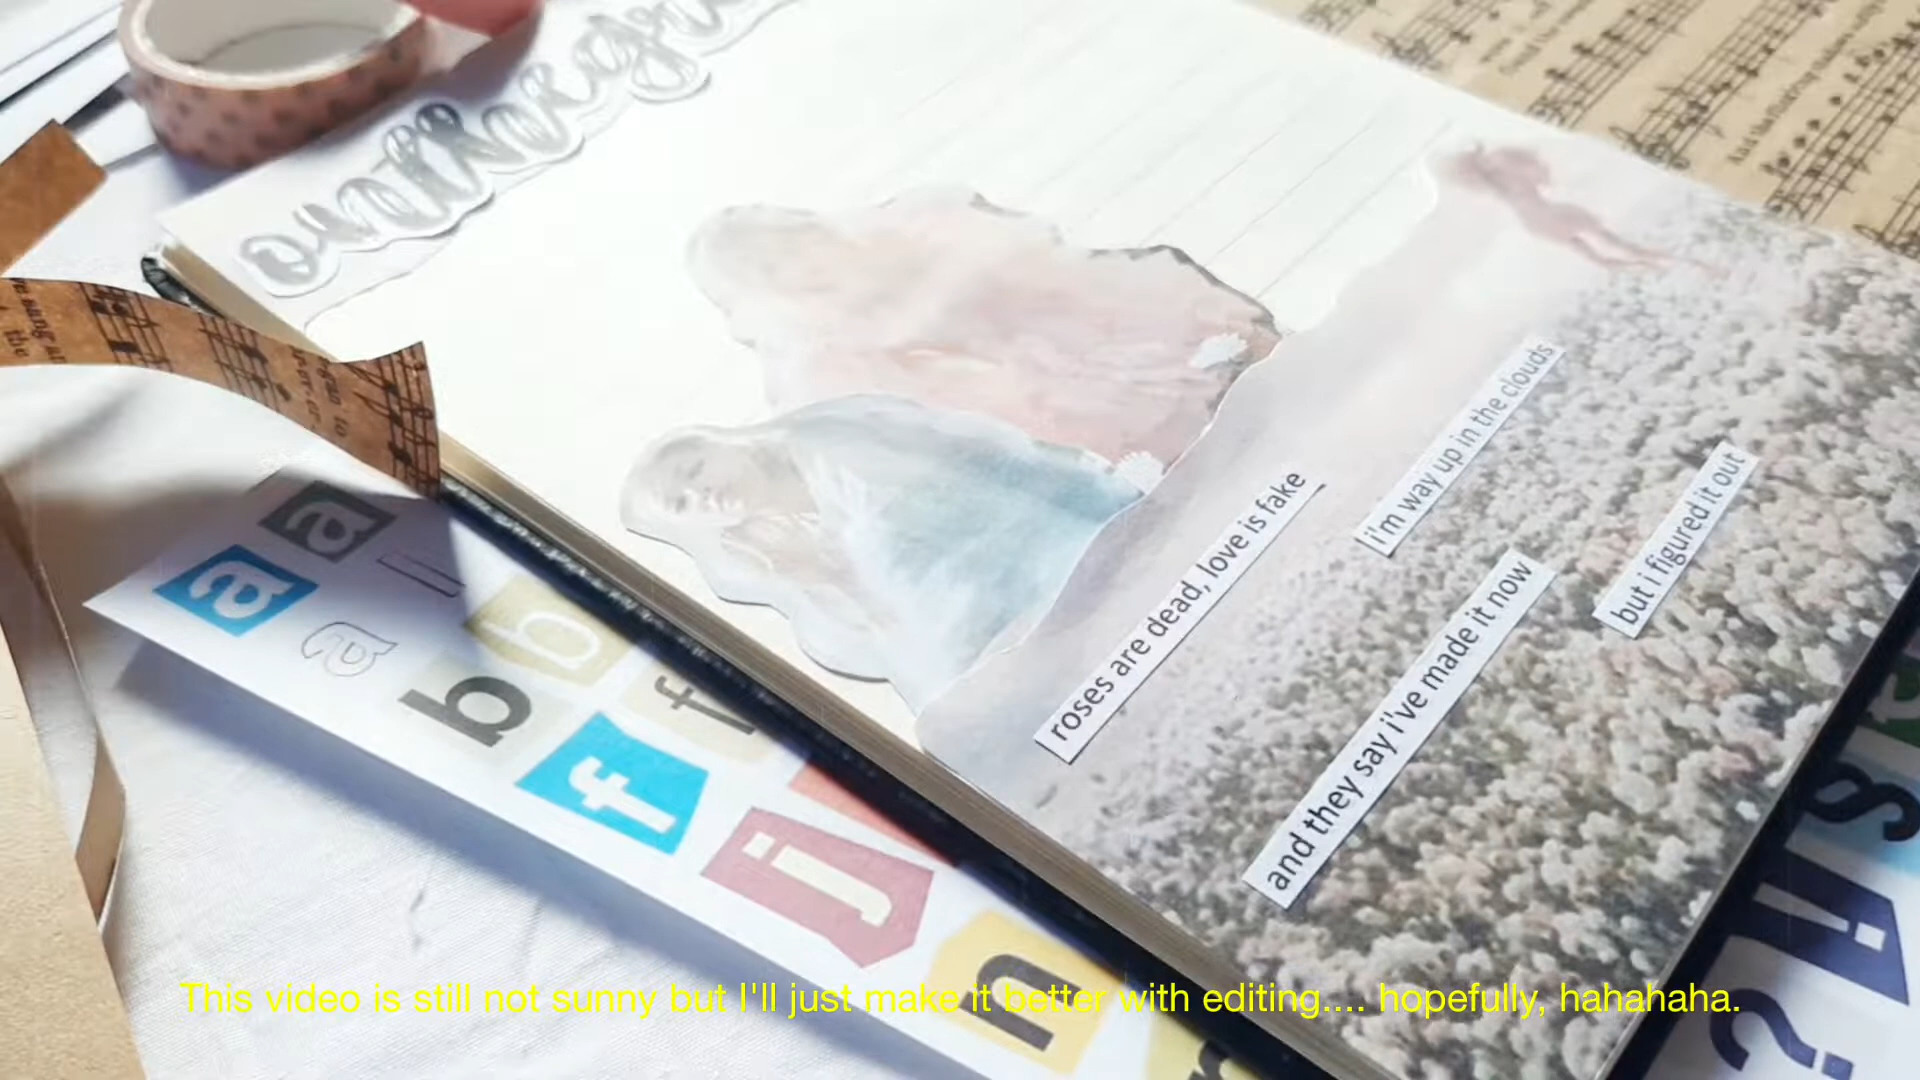 roses are dead, love is fake
i'm way up in the clouds
and they say i've made it now
but i figured it out
a
a
a
b
b
f
f
j
n
This video is still not sunny but I'll just make it better with editing.... hopefully, hahahaha.